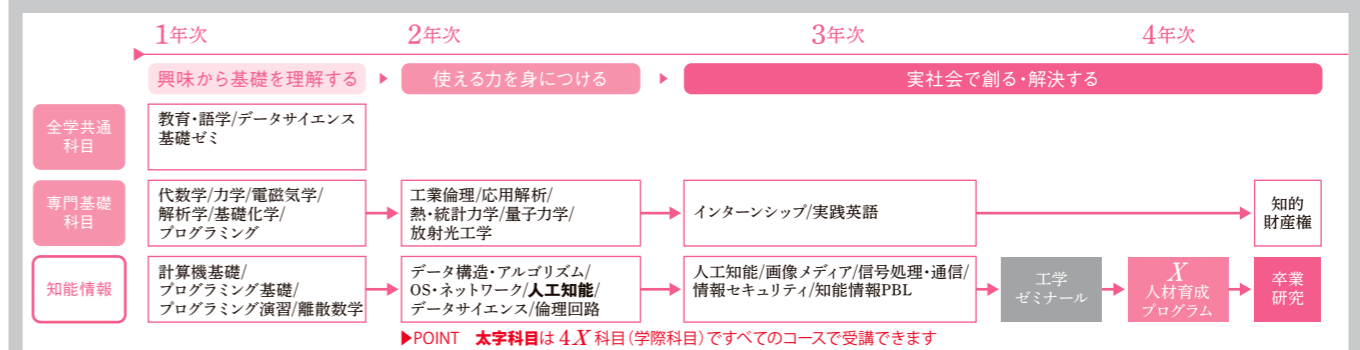 1年次
2年次
3年次
4年次
興味から基礎を理解する
使える力を身につける
実社会で創る・解決する
全学共通
科目
教育・語学/データサイエンス
基礎ゼミ
専門基礎
科目
代数学/力学/電磁気学/
解析学/基礎化学/
プログラミング
工業倫理/応用解析/
熱・統計力学/量子力学/
放射光工学
インターンシップ/実践英語
知的
財産権
知能情報
計算機基礎/
プログラミング基礎/
プログラミング演習/離散数学
データ構造・アルゴリズム/
OS・ネットワーク/人工知能/
データサイエンス/倫理回路
人工知能/画像メディア/信号処理・通信/
情報セキュリティ/知能情報PBL
工学
ゼミナール
X
人材育成
プログラム
卒業
研究
▶POINT 太字科目は 4X 科目(学際科目)ですべてのコースで受講できます